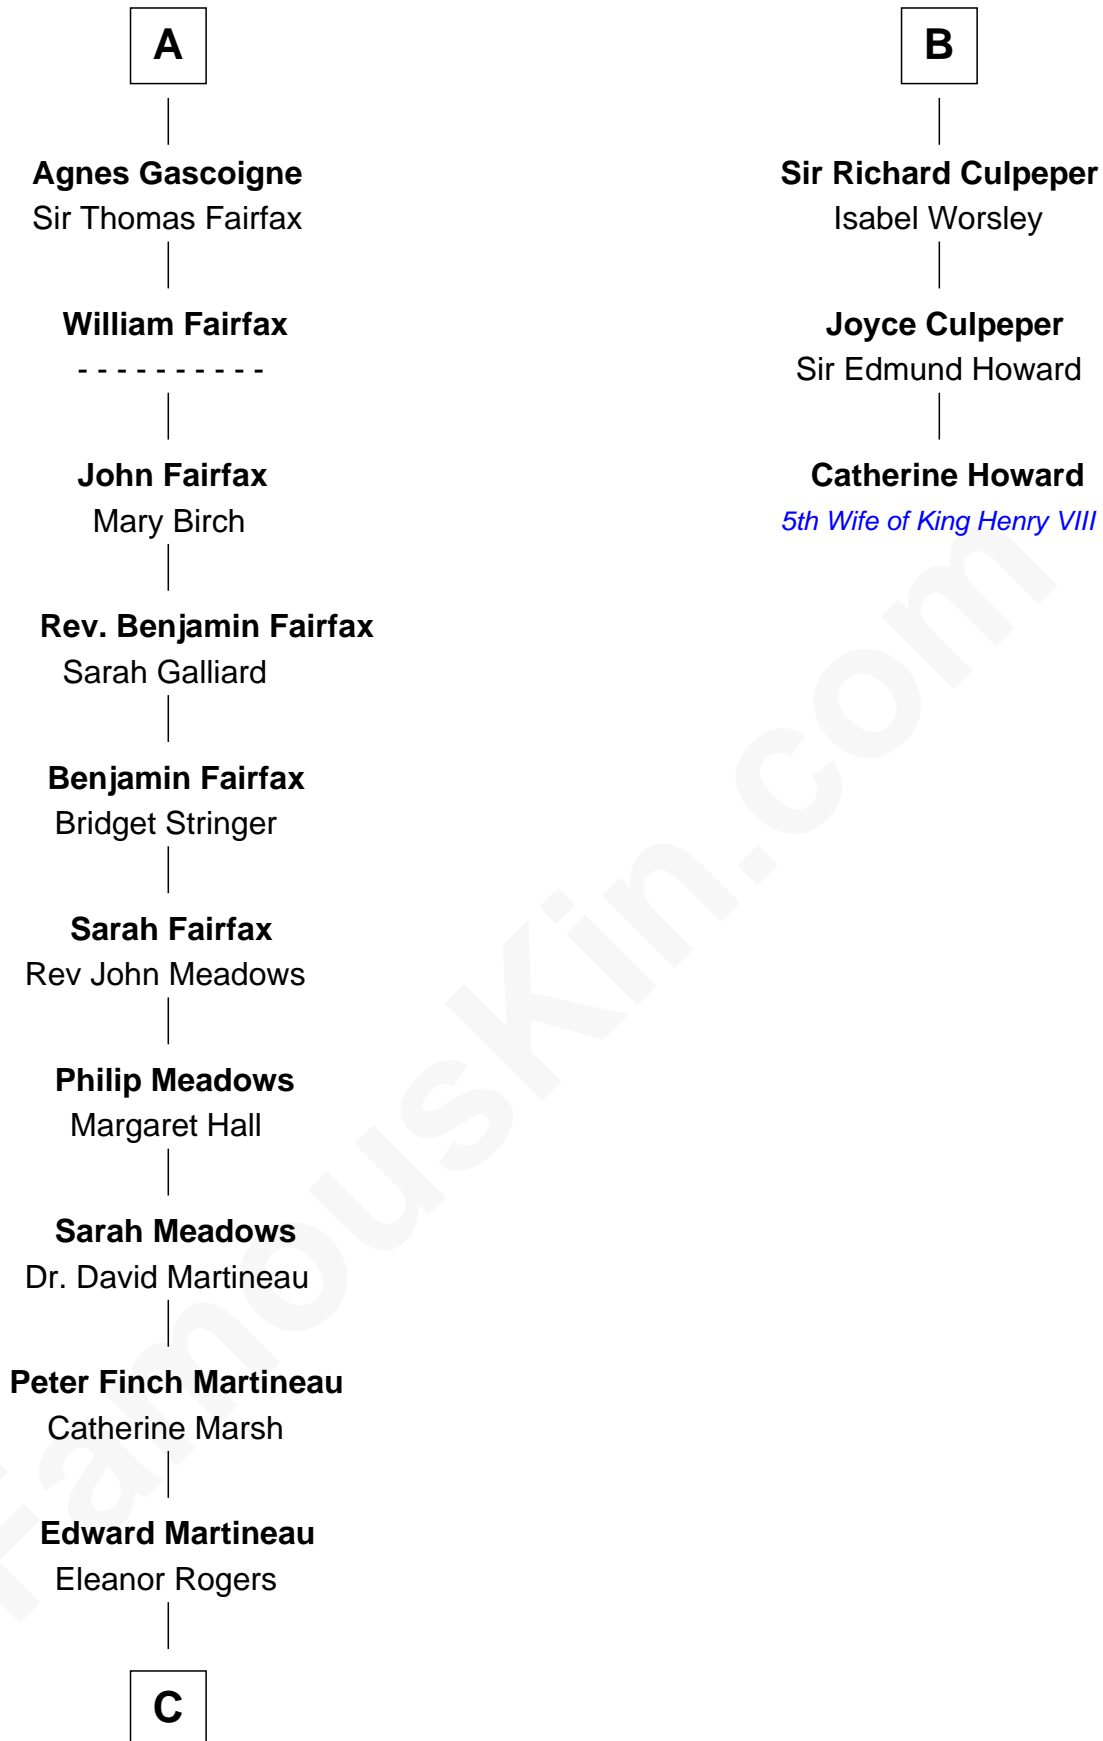 A
Agnes Gascoigne
Sir Thomas Fairfax
William Fairfax
- - - - - - - - - -
John Fairfax
Mary Birch
Rev. Benjamin Fairfax
Sarah Galliard
Benjamin Fairfax
Bridget Stringer
Sarah Fairfax
Rev John Meadows
Philip Meadows
Margaret Hall
Sarah Meadows
Dr. David Martineau
Peter Finch Martineau
Catherine Marsh
Edward Martineau
Eleanor Rogers
C
B
Sir Richard Culpeper
Isabel Worsley
Joyce Culpeper
Sir Edmund Howard
Catherine Howard
5th Wife of King Henry VIII
FamousKin.com